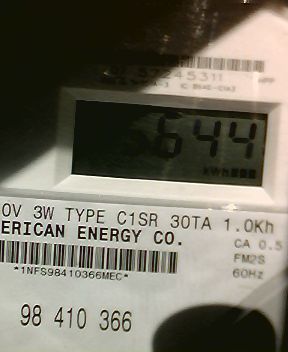 5644
kWh
0V 3W TYPE C1SR 30TA 1.0Kh
ERICAN ENERGY CO.
CA 0.5
*1NFS98410366MEC*
FM2S
60Hz
98 410 366